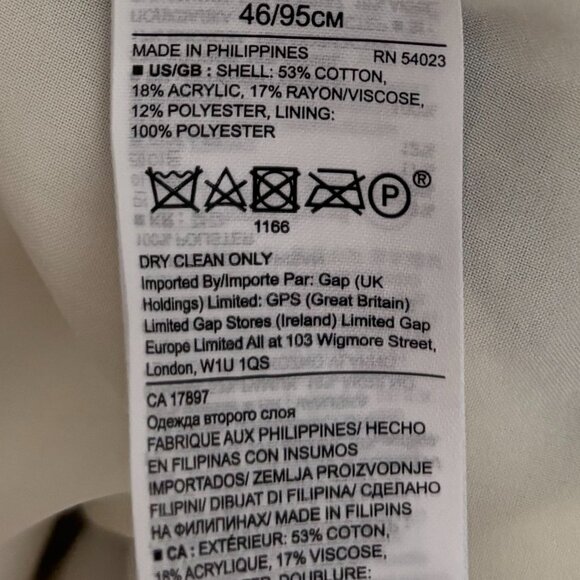 46/95CM
MADE IN PHILIPPINES RN 54023
■ US/GB : SHELL: 53% COTTON,
18% ACRYLIC, 17% RAYON/VISCOSE,
12% POLYESTER, LINING:
100% POLYESTER
P®
1166
DRY CLEAN ONLY
Imported By/Importe Par: Gap (UK
Holdings) Limited: GPS (Great Britain)
Limited Gap Stores (Ireland) Limited Gap
Europe Limited All at 103 Wigmore Street,
London, W1U 1QS
CA 17897
Одежда второго слоя
FABRIQUE AUX PHILIPPINES/ HECHO
EN FILIPINAS CON INSUMOS
IMPORTADOS/ ZEMLJA PROIZVODNJE
FILIPINI/ DIBUAT DI FILIPINA/ СДЕЛАНО
НА ФИЛИПИНАХ/ MADE IN FILIPINS
■ CA : EXTÉRIEUR: 53% COTON,
18% ACRYLIQUE, 17% VISCOSE,
DOUBLURE: